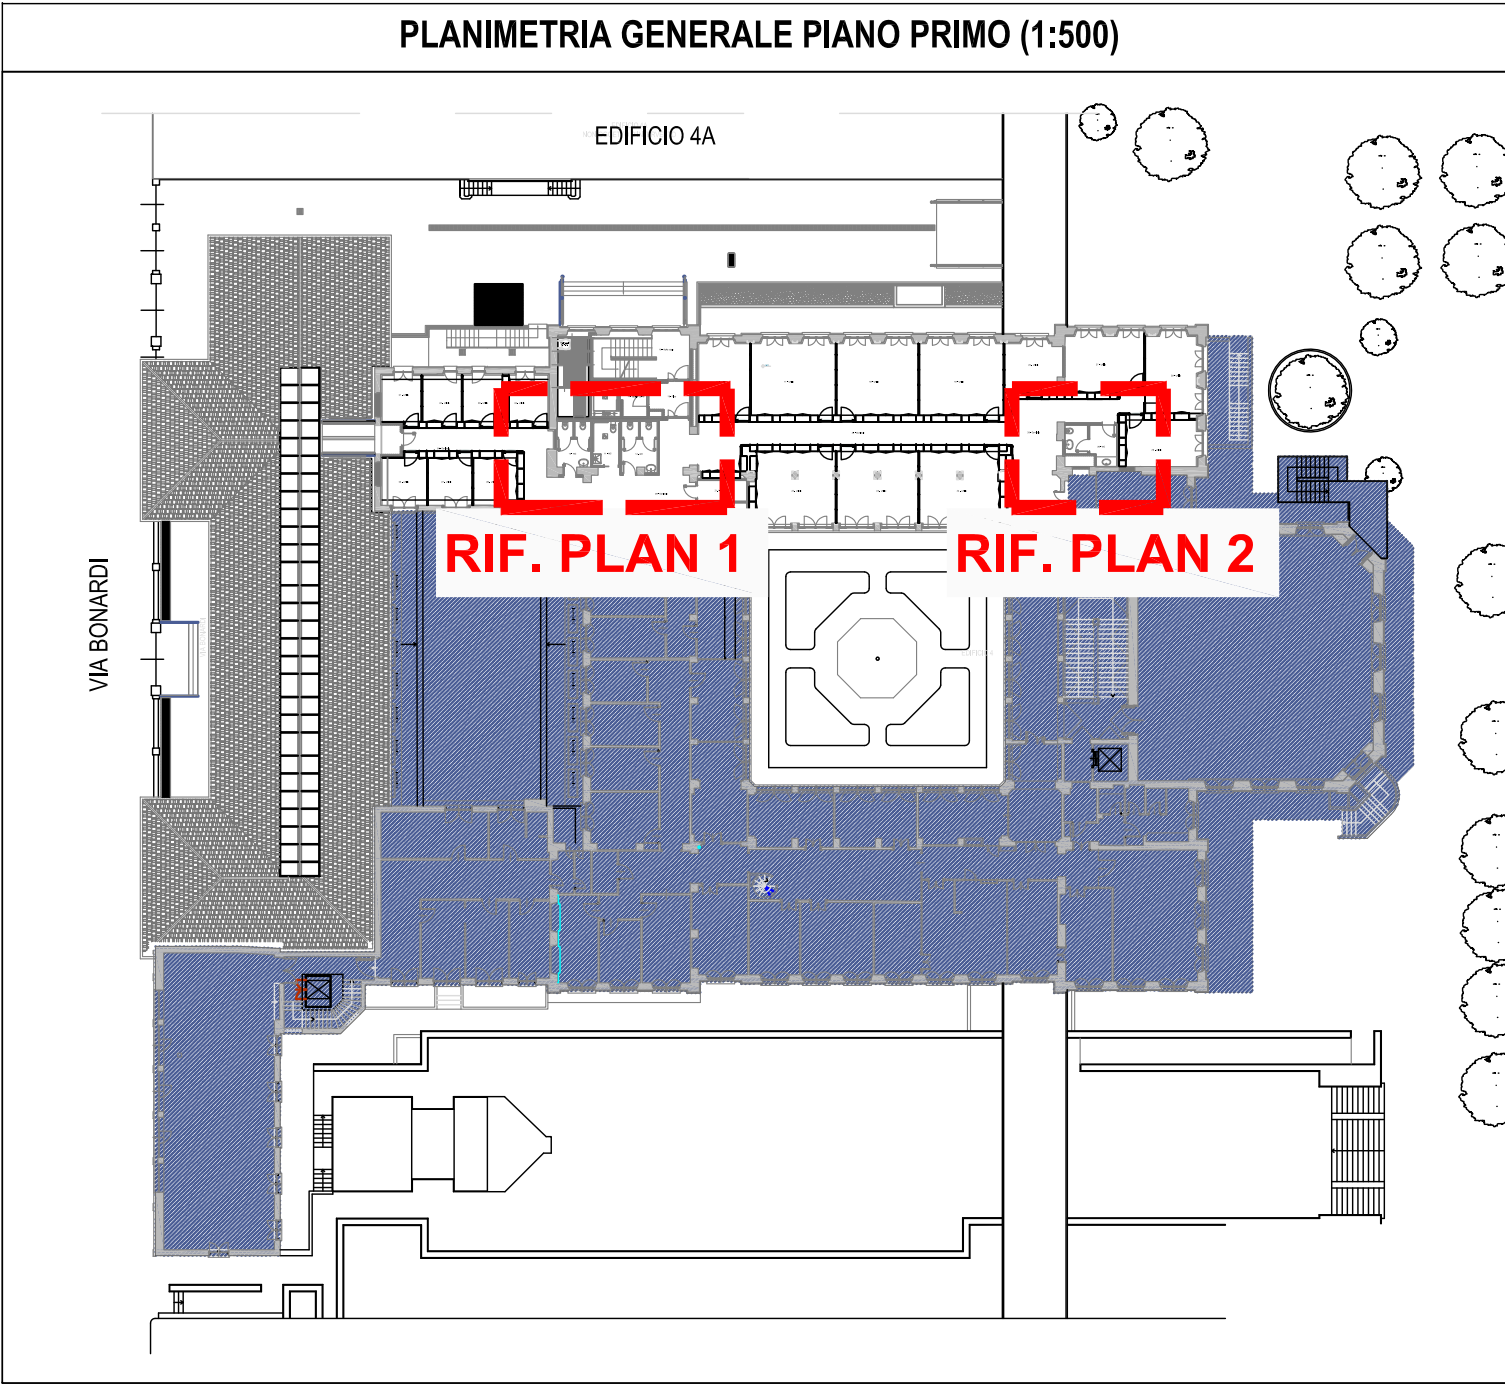 PLANIMETRIA GENERALE PIANO PRIMO (1:500)
EDIFICIO 4A
RIF. PLAN 1
RIF. PLAN 2
VIA BONARDI